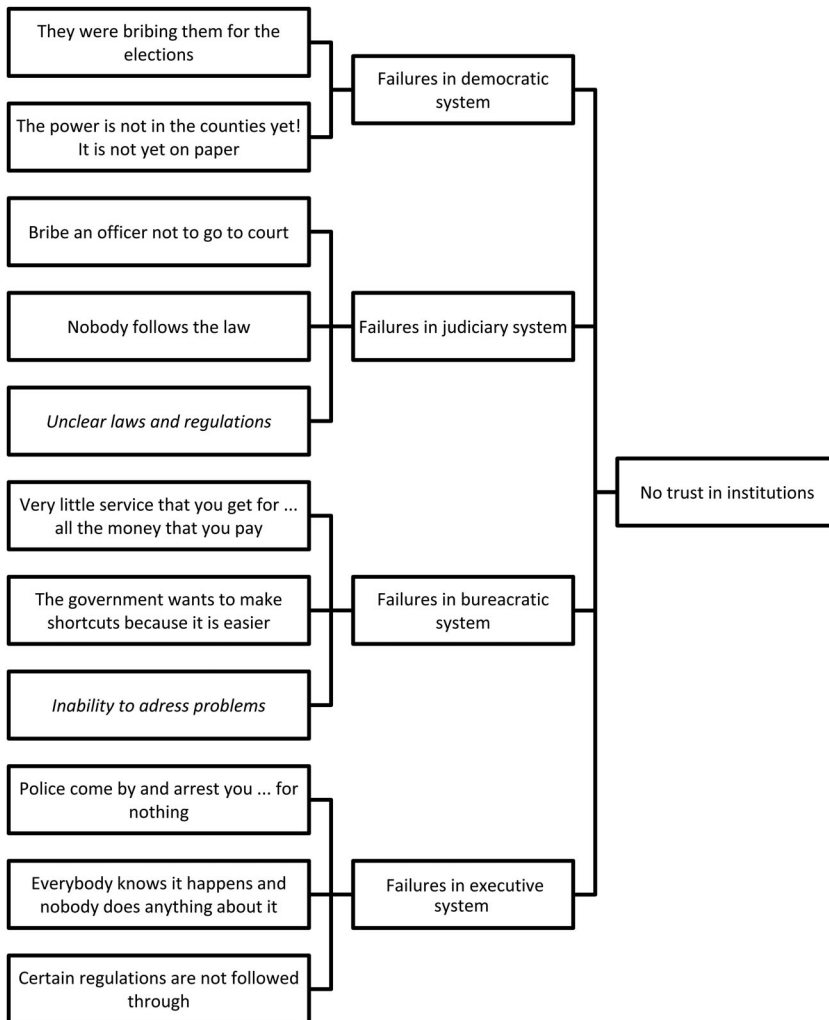 They were bribing them for the
elections
The power is not in the counties yet!
It is not yet on paper
Failures in democratic
system
Bribe an officer not to go to court
Nobody follows the law
Unclear laws and regulations
Failures in judiciary system
Very little service that you get for ...
all the money that you pay
The government wants to make
shortcuts because it is easier
Inability to adress problems
Failures in bureacratic
system
Police come by and arrest you ... for
nothing
Everybody knows it happens and
nobody does anything about it
Certain regulations are not followed
through
Failures in executive
system
No trust in institutions